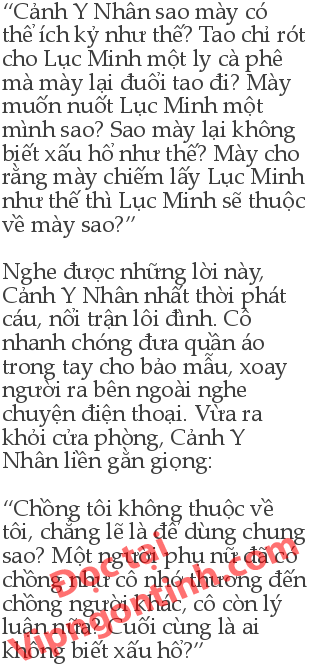 “Cảnh Y Nhân sao mày có
thể ích kỷ như thế? Tao chỉ rót
cho Lục Minh một ly cà phê
mà mày lại đuổi tao đi? Mày
muốn nuốt Lục Minh một
mình sao? Sao mày lại không
biết xấu hổ như thế? Mày cho
rằng mày chiếm lấy Lục Minh
như thế thì Lục Minh sẽ thuộc
về mày sao?”
Nghe được những lời này,
Cảnh Y Nhân nhất thời phát
cáu, nổi trận lôi đình. Cô
nhanh chóng đưa quần áo
trong tay cho bảo mẫu, xoay
người ra bên ngoài nghe
chuyện điện thoại. Vừa ra
khỏi cửa phòng, Cảnh Y
Nhân liền gằn giọng:
“Chồng tôi không thuộc về
tôi, chẳng lẽ là để dùng chung
sao? Một người phụ nữ đã có
chồng như cô nhớ thương đến
chồng người khác, cô còn lý
luận nữa? Cuối cùng là ai
không biết xấu hổ?”
Đọc tại
Vipngontinh.com